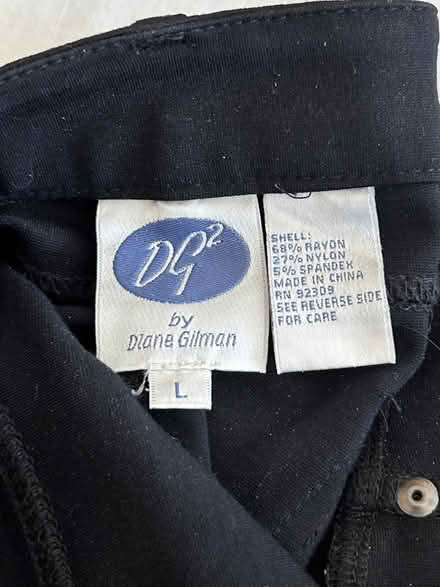 DG²
by
Diane Gilman
L
SHELL:
68% RAYON
27% NYLON
5% SPANDEX
MADE IN CHINA
RN 92309
SEE REVERSE SIDE
FOR CARE